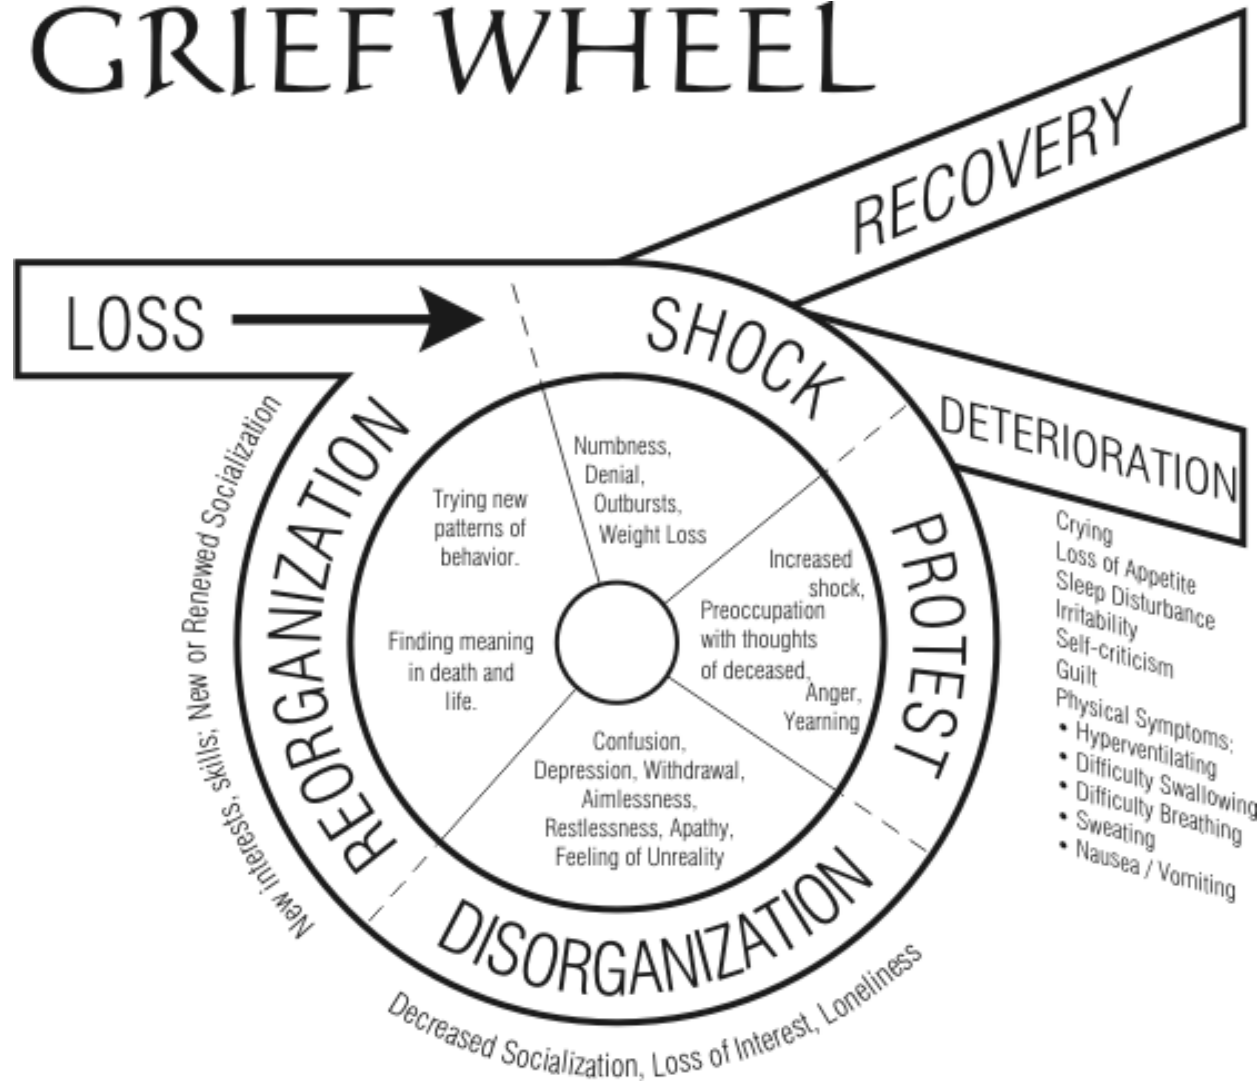 GRIEF WHEEL
RECOVERY
LOSS
SHOCK
DETERIORATION
Crying
Loss of Appetite
Sleep Disturbance
Irritability
Self-criticism
Guilt
Physical Symptoms:
• Hyperventilating
• Difficulty Swallowing
• Difficulty Breathing
• Sweating
• Nausea / Vomiting
Numbness,
Denial,
Outbursts,
Weight Loss
PROTEST
Increased
shock,
Preoccupation
with thoughts
of deceased,
Anger,
Yearning
DISORGANIZATION
Confusion,
Depression, Withdrawal,
Aimlessness,
Restlessness, Apathy,
Feeling of Unreality
Decreased Socialization, Loss of Interest, Loneliness
REORGANIZATION
Trying new
patterns of
behavior.
Finding meaning
in death and
life.
New interests, skills; New or Renewed Socialization